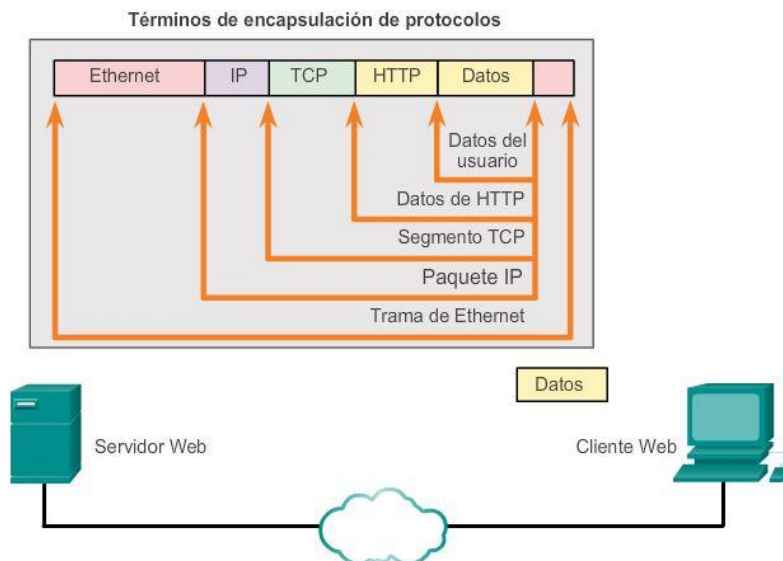 Términos de encapsulación de protocolos
Ethernet IP TCP HTTP Datos
Datos del
usuario
Datos de HTTP
Segmento TCP
Paquete IP
Trama de Ethernet
Datos
Servidor Web
Cliente Web